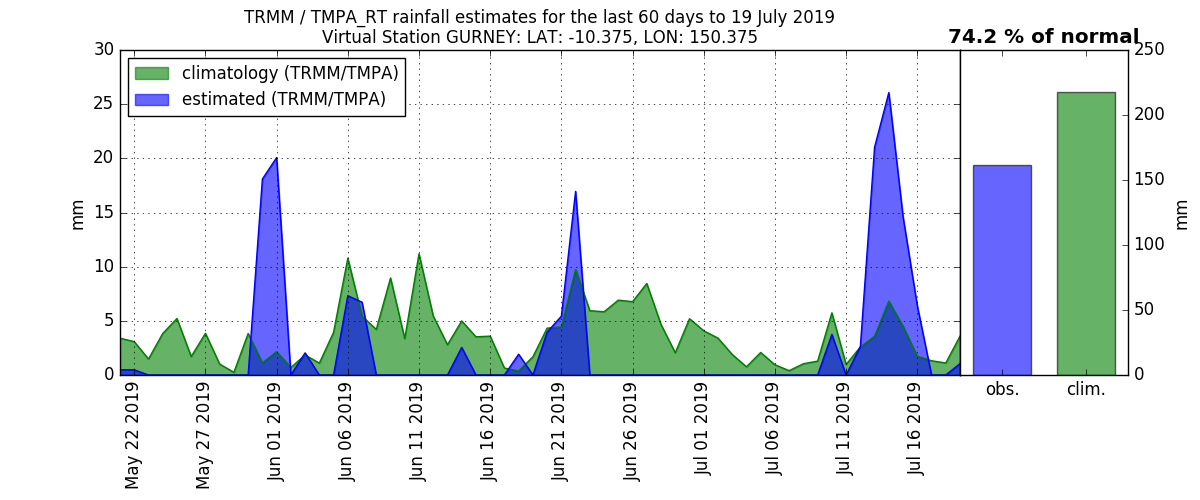 TRMM / TMPA_RT rainfall estimates for the last 60 days to 19 July 2019
Virtual Station GURNEY: LAT: -10.375, LON: 150.375
74.2 % of normal
climatology (TRMM/TMPA)
estimated (TRMM/TMPA)
30
25
20
15
10
5
0
mm
May 22 2019
May 27 2019
Jun 01 2019
Jun 06 2019
Jun 11 2019
Jun 16 2019
Jun 21 2019
Jun 26 2019
Jul 01 2019
Jul 06 2019
Jul 11 2019
Jul 16 2019
obs.
clim.
250
200
150
100
50
0
mm